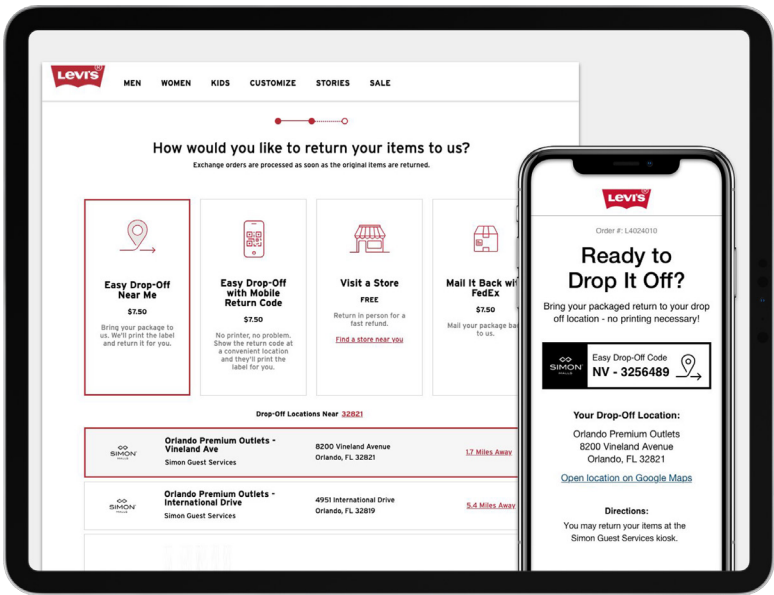 LEVI'S
MEN WOMEN KIDS CUSTOMIZE STORIES SALE
How would you like to return your items to us?
Exchange orders are processed as soon as the original items are returned.
Easy Drop-Off
Near Me
$7.50
Bring your package to
us. We'll print the label
and return it for you.
Easy Drop-Off
with Mobile
Return Code
$7.50
No printer, no problem.
Show the return code at
a convenient location
and they'll print the
label for you.
Visit a Store
FREE
Return in person for a
fast refund.
Find a store near you
Mail It Back
FedEx
$7.50
Mail your package
to us.
Drop-Off Locations Near 32821
SIMON
MALLS
Orlando Premium Outlets -
Vineland Ave
Simon Guest Services
8200 Vineland Avenue
Orlando, FL 32821
1.7 Miles Away
SIMON
MALLS
Orlando Premium Outlets -
International Drive
Simon Guest Services
4951 International Drive
Orlando, FL 32819
5.4 Miles Away
LEVI'S
Order #: L4024010
Ready to
Drop It Off?
Bring your packaged return to your drop
off location - no printing necessary!
SIMON
MALLS
Easy Drop-Off Code
NV - 3256489
Your Drop-Off Location:
Orlando Premium Outlets
8200 Vineland Avenue
Orlando, FL 32821
Open location on Google Maps
Directions:
You may return your items at the
Simon Guest Services kiosk.